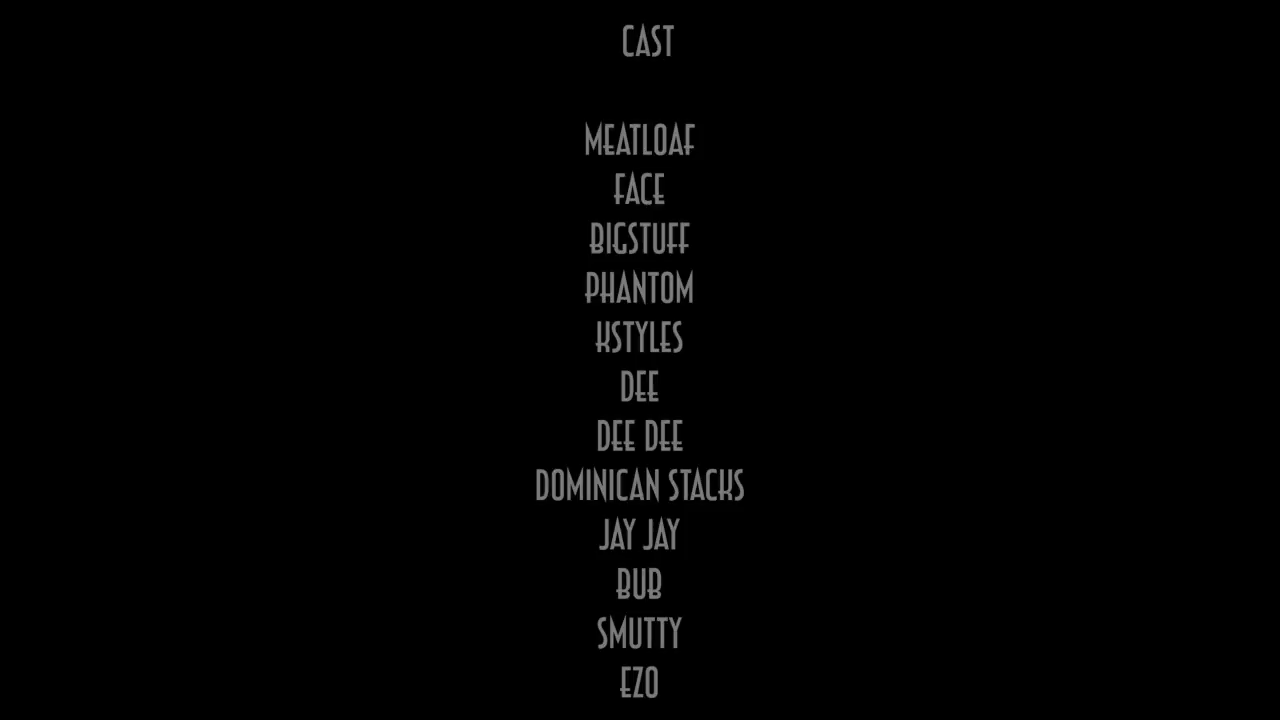 CAST
MEATLOAF
FACE
BIGSTUFF
PHANTOM
KSTYLES
DEE
DEE DEE
DOMINICAN STACKS
JAY JAY
BUB
SMUTTY
EZO